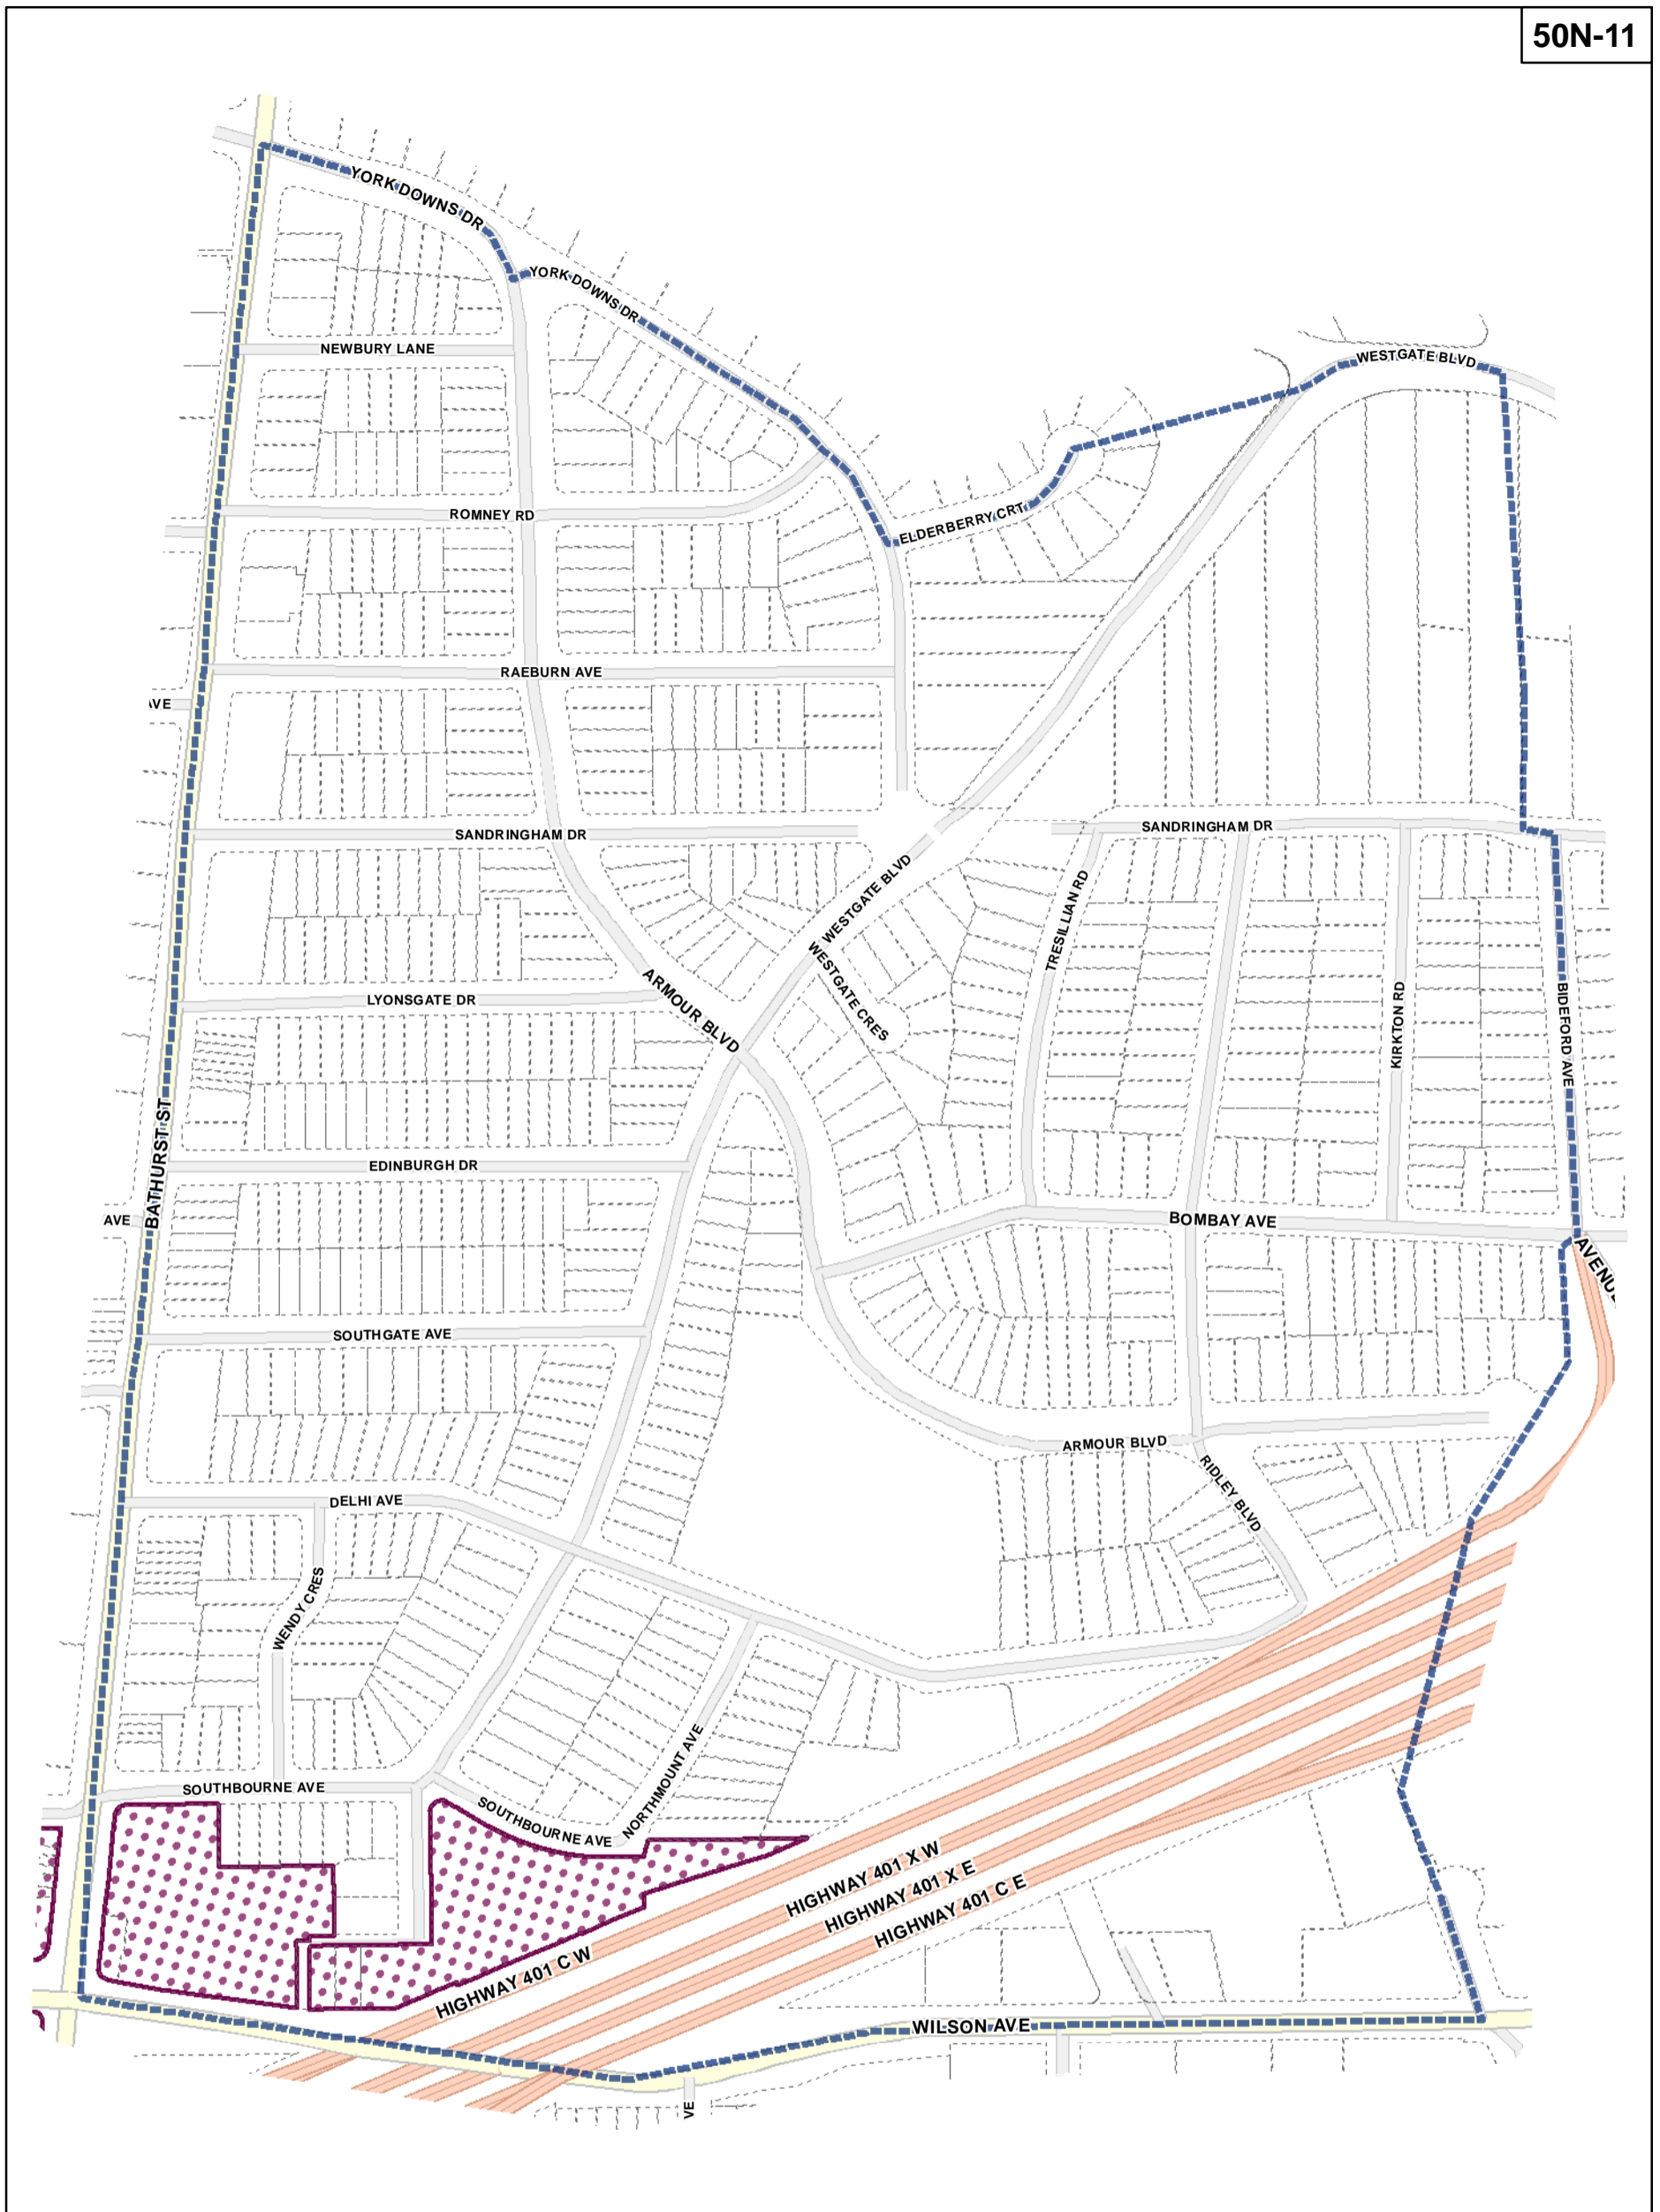 50N-11
YORK DOWNS DR
YORK DOWNS DR
NEWBURY LANE
WESTGATE BLVD
ROMNEY RD
ELDERBERRY CRT
RAEBURN AVE
AVE
SANDRINGHAM DR
SANDRINGHAM DR
WESTGATE BLVD
TRESILLIAN RD
WESTGATE CRES
LYONSGATE DR
ARMOUR BLVD
KIRKTON RD
BIDEFORD AVE
BATHURST ST
EDINBURGH DR
AVE
BOMBAY AVE
AVENU
SOUTHGATE AVE
ARMOUR BLVD
RIDLEY BLVD
DELHI AVE
WENDY CRES
NORTHMOUNT AVE
SOUTHBOURNE AVE
SOUTHBOURNE AVE
HIGHWAY 401 X W
HIGHWAY 401 X E
HIGHWAY 401 C E
HIGHWAY 401 C W
WILSON AVE
VE